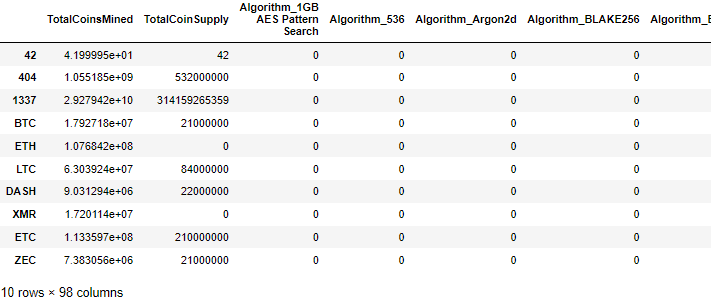 TotalCoinsMined TotalCoinSupply Algorithm_1GB AES Pattern Search Algorithm_536 Algorithm_Argon2d Algorithm_BLAKE256
42 4.199995e+01 42 0 0 0 0
404 1.055185e+09 532000000 0 0 0 0
1337 2.927942e+10 314159265359 0 0 0 0
BTC 1.792718e+07 21000000 0 0 0 0
ETH 1.076842e+08 0 0 0 0 0
LTC 6.303924e+07 84000000 0 0 0 0
DASH 9.031294e+06 22000000 0 0 0 0
XMR 1.720114e+07 0 0 0 0 0
ETC 1.133597e+08 210000000 0 0 0 0
ZEC 7.383056e+06 21000000 0 0 0 0
10 rows × 98 columns